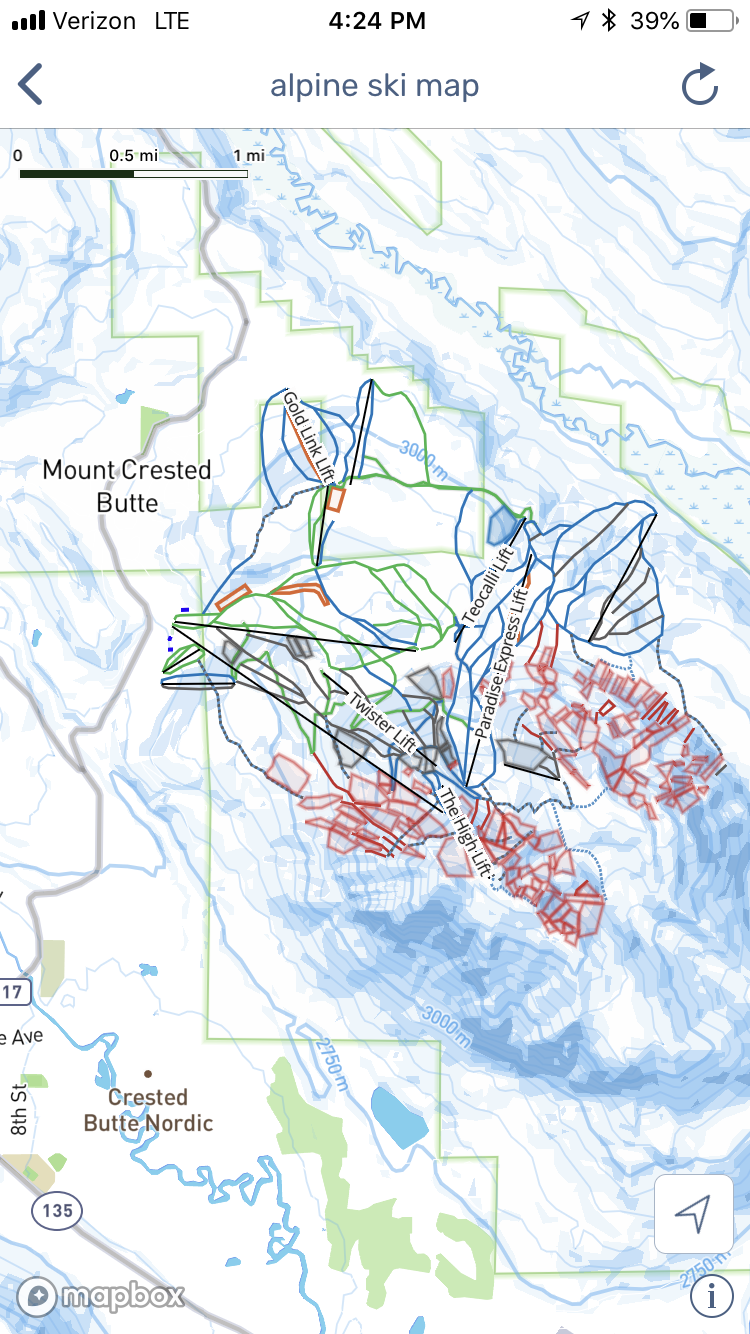 Verizon LTE 4:24 PM 39%
alpine ski map
0 0.5 mi 1 mi
Gold Link Lift
3000 m
Mount Crested
Butte
Teocalli Lift
Paradise Express Lift
Twister Lift
The High Lift
17
3000 m
e Ave
2750 m
8th St
Crested
Butte Nordic
135
2750 m
mapbox
i